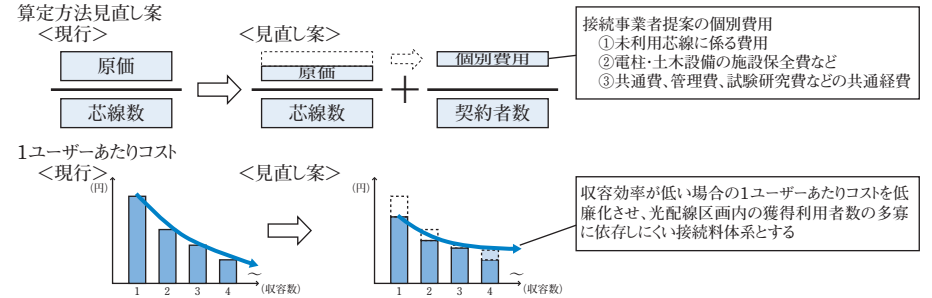 算定方法見直し案
＜現行＞
原価
芯線数
＜見直し案＞
原価
芯線数
＋
個別費用
契約者数
接続事業者提案の個別費用
①未利用芯線に係る費用
②電柱・土木設備の施設保全費など
③共通費、管理費、試験研究費などの共通経費
1ユーザーあたりコスト
＜現行＞
(円)
1 2 3 4 ～ (収容数)
＜見直し案＞
(円)
1 2 3 4 ～ (収容数)
収容効率が低い場合の1ユーザーあたりコストを低
廉化させ、光配線区画内の獲得利用者数の多寡
に依存しにくい接続料体系とする